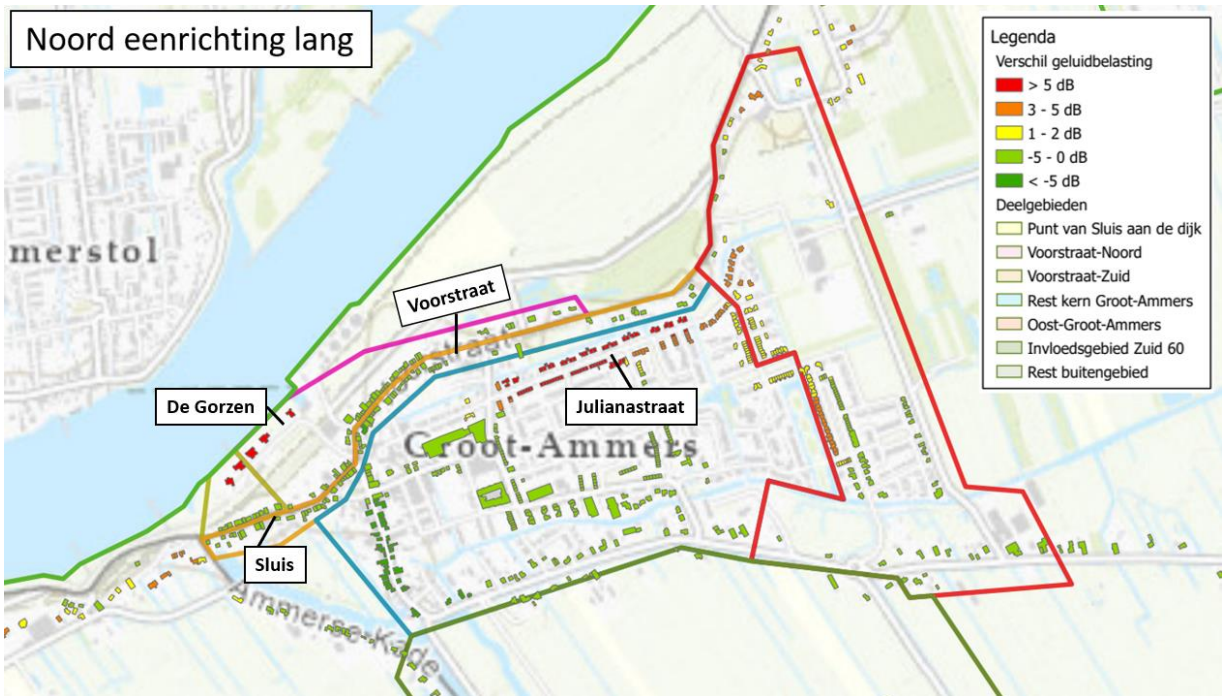 Noord eenrichting lang
Legenda
Verschil geluidbelasting
> 5 dB
3 - 5 dB
1 - 2 dB
-5 - 0 dB
< -5 dB
Deelgebieden
Punt van Sluis aan de dijk
Voorstraat-Noord
Voorstraat-Zuid
Rest kern Groot-Ammers
Oost-Groot-Ammers
Invloedsgebied Zuid 60
Rest buitengebied
mmerstol
Voorstraat
straat
De Gorzen
Julianastraat
Groot-Ammers
Sluis
Ammerse Kade